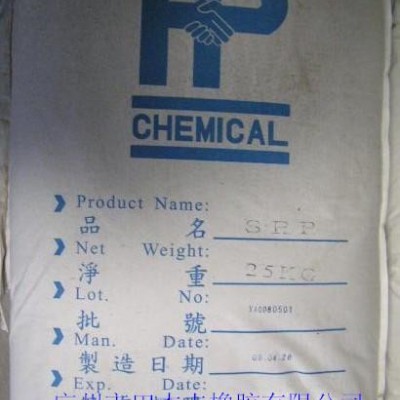 CHEMICAL
Product Name:
品 名 SRP
Net Weight:
淨 重 25KG
Lot. No:
批 號
Man. Date:
製造日期
Exp. Date: